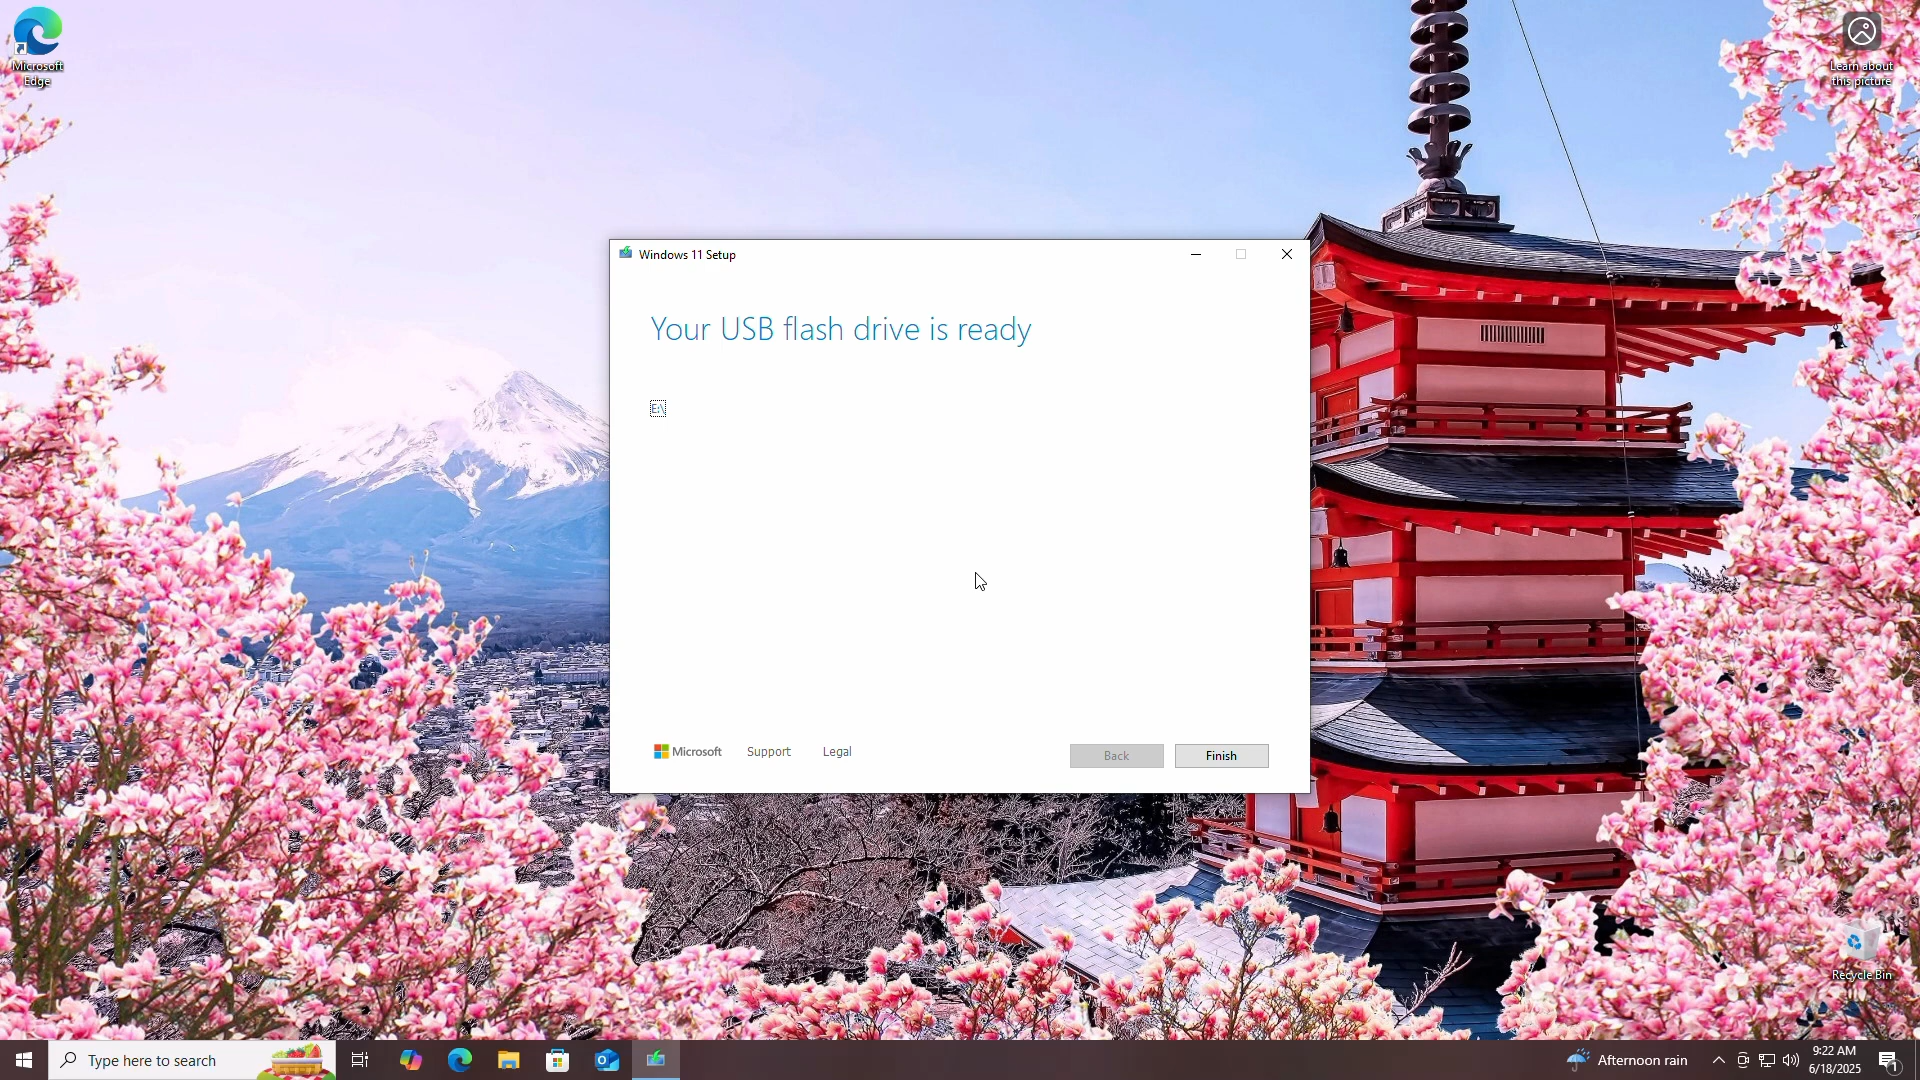 Microsoft
Edge
Learn about
this picture
Windows 11 Setup
Your USB flash drive is ready
E:\
Microsoft
Support
Legal
Back
Finish
Recycle Bin
Type here to search
Afternoon rain
9:22 AM
6/18/2025
1